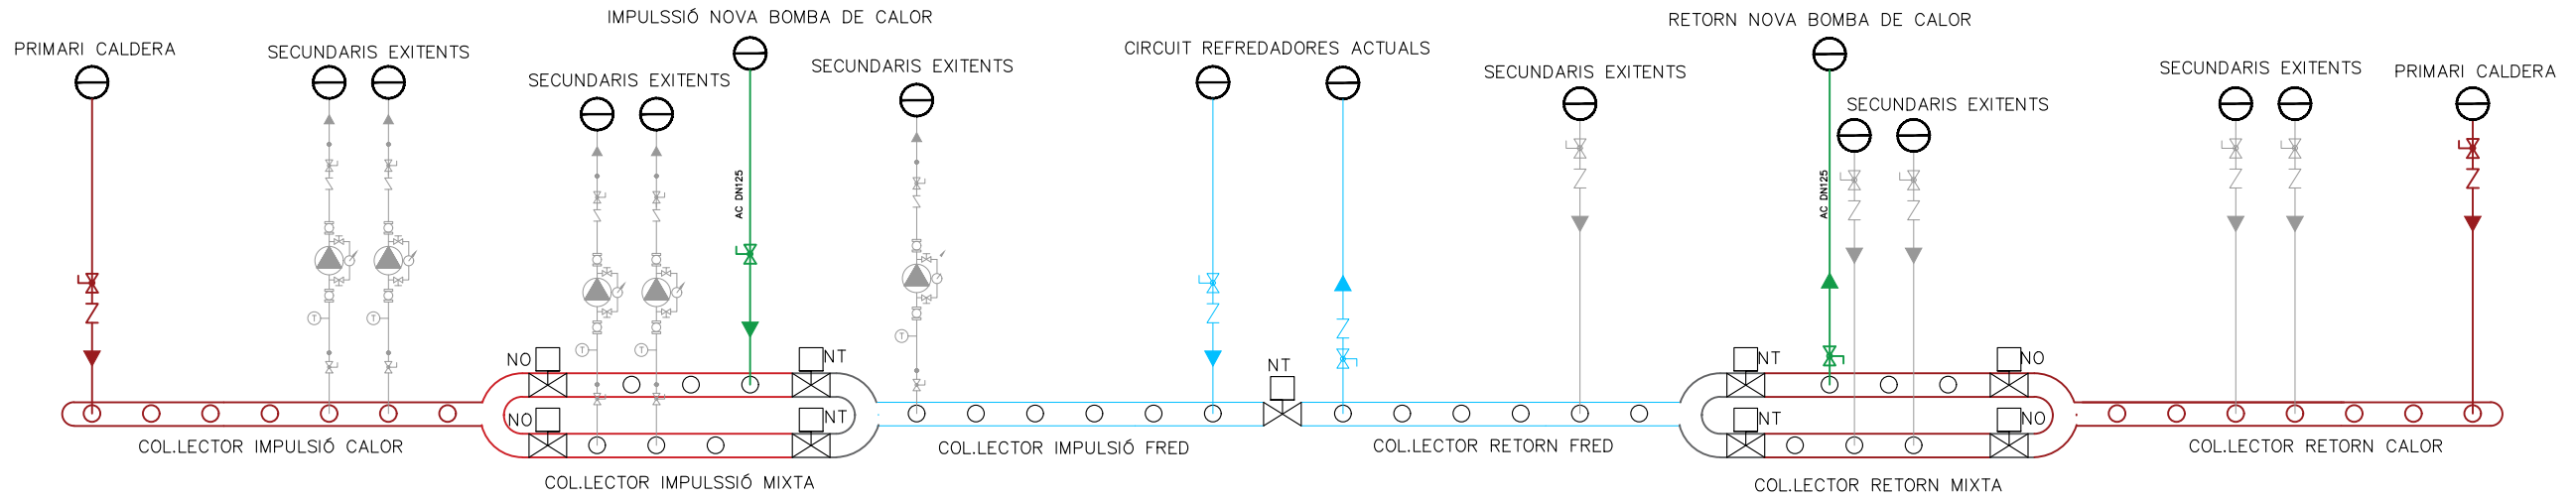 IMPULSSIÓ NOVA BOMBA DE CALOR
RETORN NOVA BOMBA DE CALOR
PRIMARI CALDERA
SECUNDARIS EXITENTS
SECUNDARIS EXITENTS
SECUNDARIS EXITENTS
CIRCUIT REFREDADORES ACTUALS
SECUNDARIS EXITENTS
SECUNDARIS EXITENTS
SECUNDARIS EXITENTS
PRIMARI CALDERA
AC DN125
AC DN125
T
T
T
T
T
NO
NT
NT
NT
NO
NO
NT
NT
NO
COL.LECTOR IMPULSIÓ CALOR
COL.LECTOR IMPULSIÓ FRED
COL.LECTOR RETORN FRED
COL.LECTOR RETORN CALOR
COL.LECTOR IMPULSSIÓ MIXTA
COL.LECTOR RETORN MIXTA